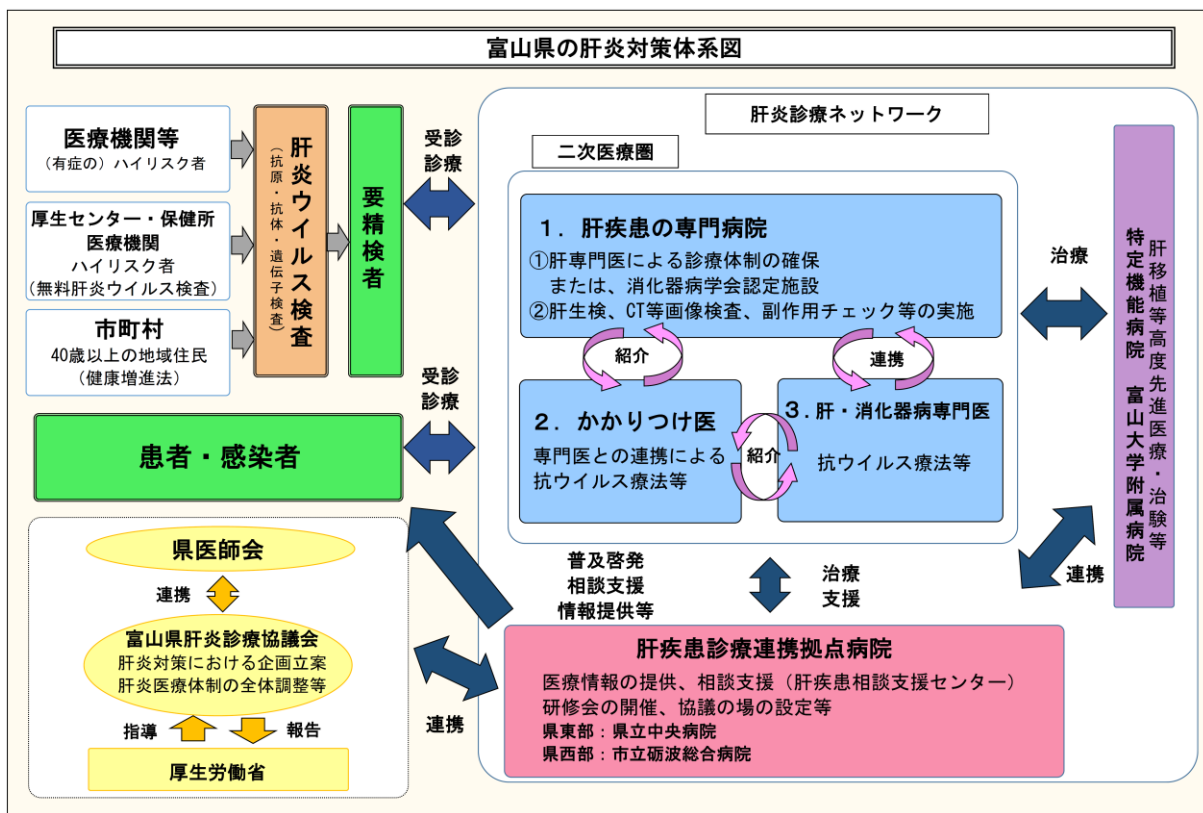 富山県の肝炎対策体系図
医療機関等
（有症の）ハイリスク者
厚生センター・保健所
医療機関
ハイリスク者
（無料肝炎ウイルス検査）
市町村
40歳以上の地域住民
（健康増進法）
肝炎ウイルス検査
（抗原・抗体・遺伝子検査）
要精検者
受診
診療
患者・感染者
受診
診療
肝炎診療ネットワーク
二次医療圏
１．肝疾患の専門病院
①肝専門医による診療体制の確保
または、消化器病学会認定施設
②肝生検、CT等画像検査、副作用チェック等の実施
紹介
連携
２．かかりつけ医
専門医との連携による
抗ウイルス療法等
紹介
３．肝・消化器病専門医
抗ウイルス療法等
治療
肝移植等高度先進医療・治験等
特定機能病院　富山大学附属病院
連携
普及啓発
相談支援
情報提供等
治療
支援
肝疾患診療連携拠点病院
医療情報の提供、相談支援（肝疾患相談支援センター）
研修会の開催、協議の場の設定等
県東部：県立中央病院
県西部：市立砺波総合病院
連携
県医師会
連携
富山県肝炎診療協議会
肝炎対策における企画立案
肝炎医療体制の全体調整等
指導
報告
厚生労働省